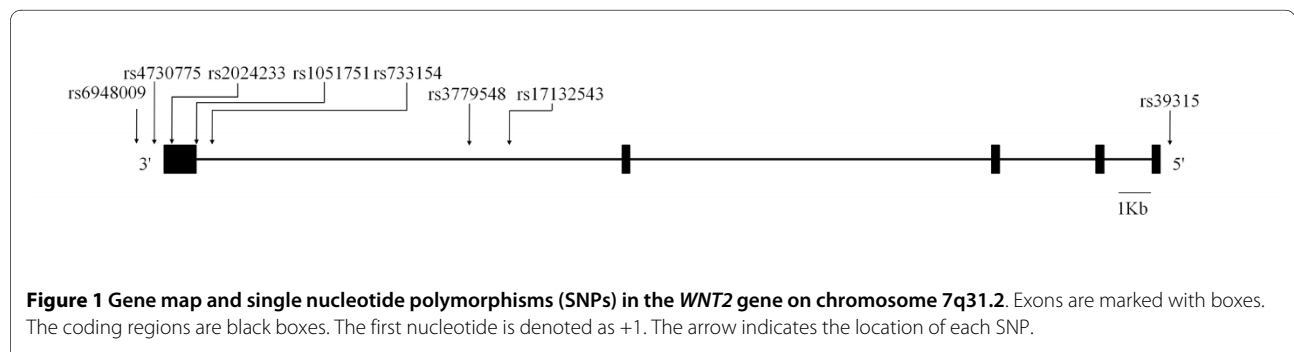 rs4730775 rs2024233 rs1051751 rs733154
rs6948009 rs3779548 rs17132543 rs39315
3' 5'
1Kb
Figure 1 Gene map and single nucleotide polymorphisms (SNPs) in the WNT2 gene on chromosome 7q31.2. Exons are marked with boxes.
The coding regions are black boxes. The first nucleotide is denoted as +1. The arrow indicates the location of each SNP.